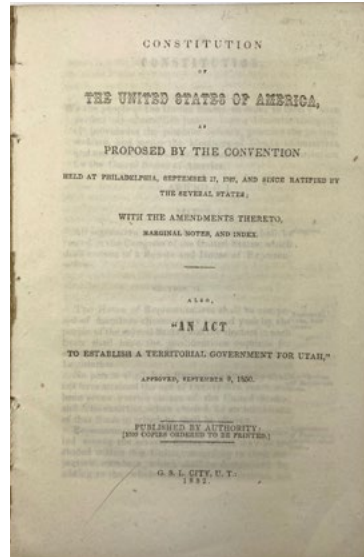 CONSTITUTION
OF
THE UNITED STATES OF AMERICA,
AS
PROPOSED BY THE CONVENTION
HELD AT PHILADELPHIA, SEPTEMBER 17, 1787, AND SINCE RATIFIED BY
THE SEVERAL STATES;
WITH THE AMENDMENTS THERETO,
MARGINAL NOTES, AND INDEX.
ALSO,
"AN ACT
TO ESTABLISH A TERRITORIAL GOVERNMENT FOR UTAH,"
APPROVED, SEPTEMBER 9, 1850.
PUBLISHED BY AUTHORITY:
COPIES ORDERED TO BE PRINTED.]
G. S. L. CITY, U. T.
1852.